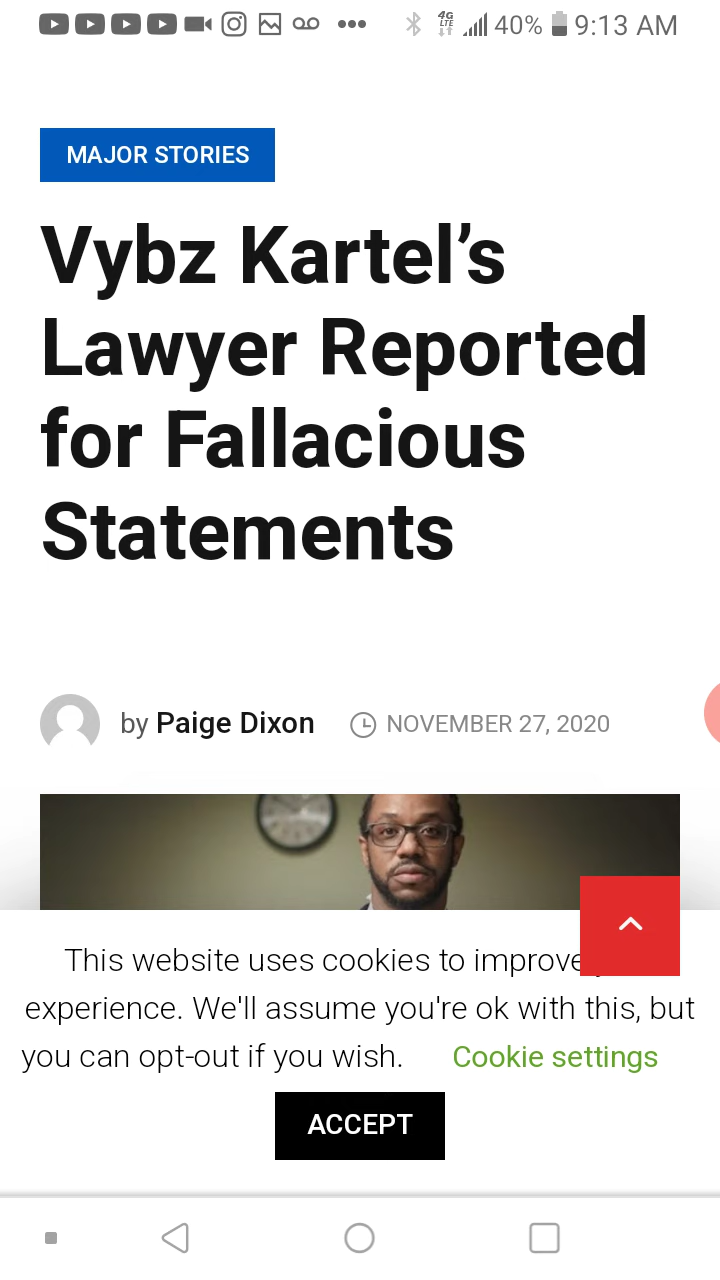 4G
LTE
40% 9:13 AM
MAJOR STORIES
Vybz Kartel’s
Lawyer Reported
for Fallacious
Statements
by Paige Dixon NOVEMBER 27, 2020
This website uses cookies to improve
experience. We'll assume you're ok with this, but
you can opt-out if you wish. Cookie settings
ACCEPT